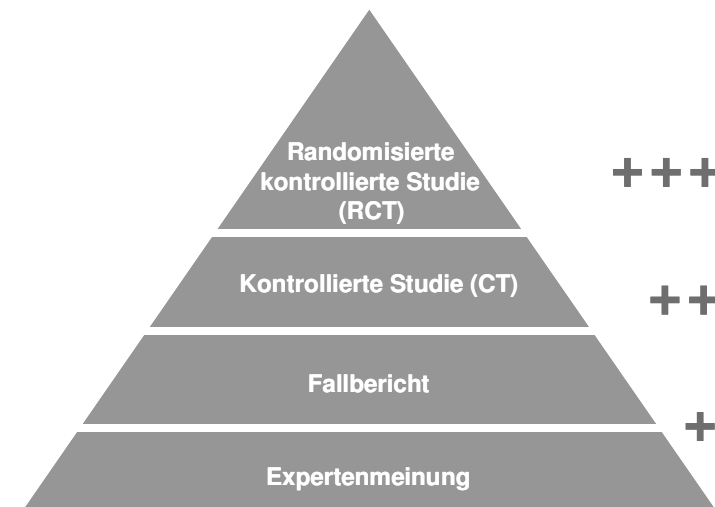 Randomisierte
kontrollierte Studie
(RCT)
+++
Kontrollierte Studie (CT)
++
Fallbericht
+
Expertenmeinung